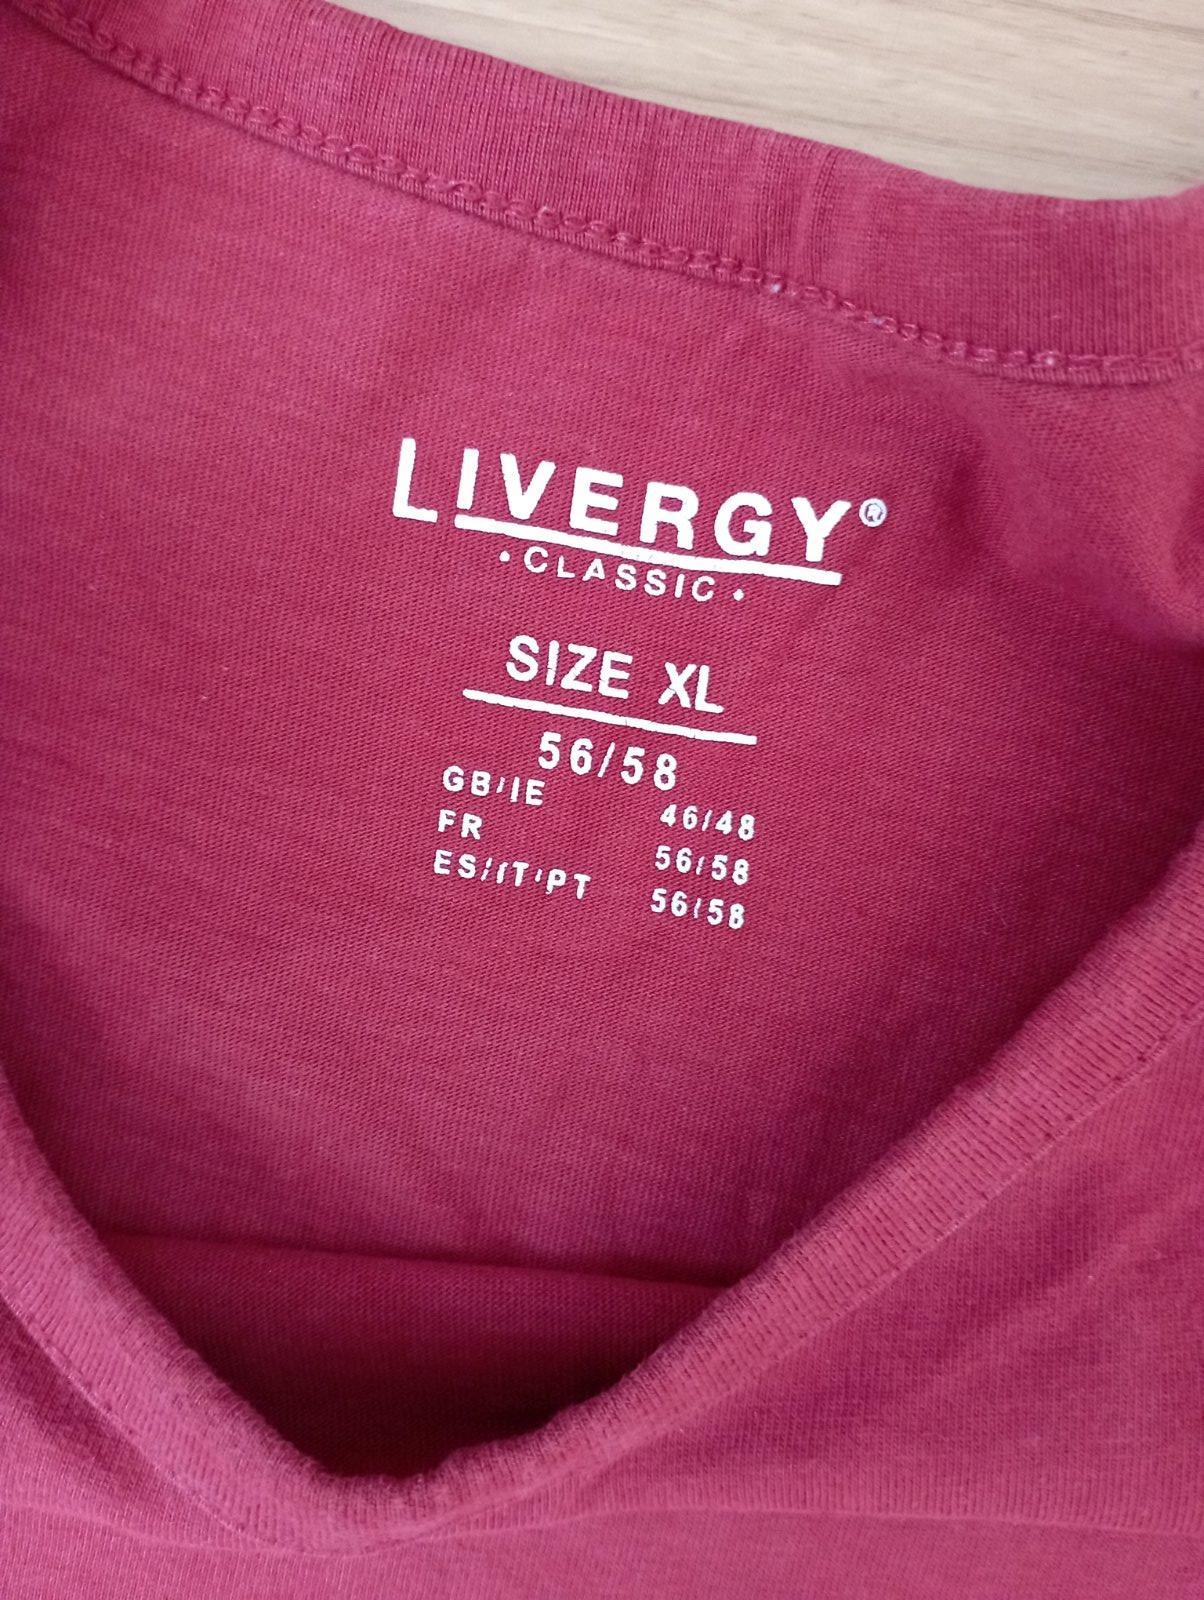 LIVERGY®
• CLASSIC •
SIZE XL
56/58
GB/IE 46/48
FR 56/58
ES/IT/PT 56/58